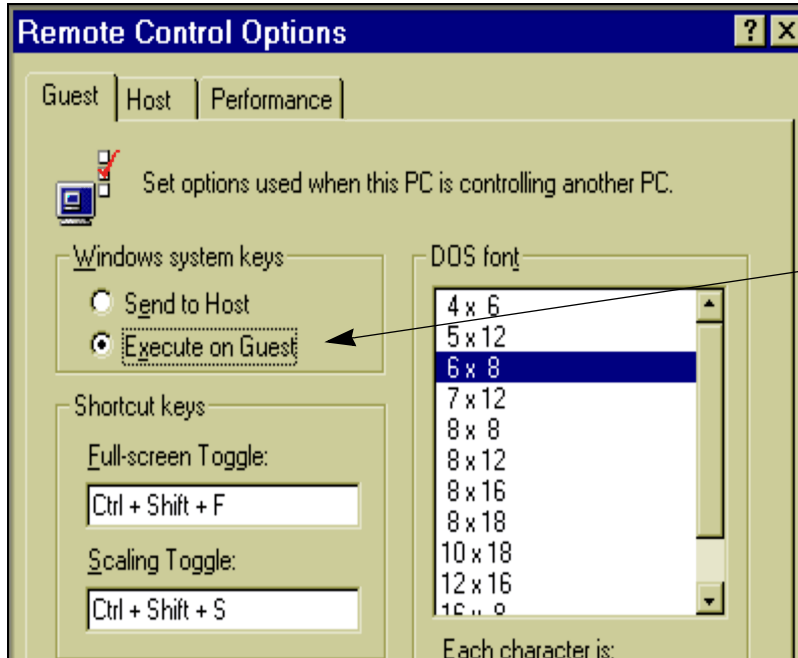 Remote Control Options
Guest Host Performance
Set options used when this PC is controlling another PC.
Windows system keys
Send to Host
Execute on Guest
Shortcut keys
Full-screen Toggle:
Ctrl + Shift + F
Scaling Toggle:
Ctrl + Shift + S
DOS font
4 x 6
5 x 12
6 x 8
7 x 12
8 x 8
8 x 12
8 x 16
8 x 18
10 x 18
12 x 16
16 x 8
Each character is: